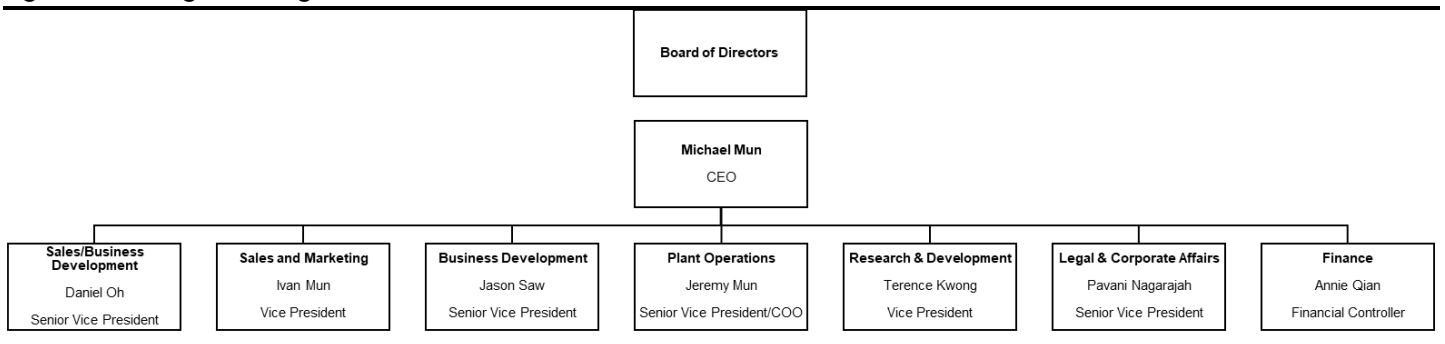 Board of Directors
Michael Mun
CEO
Sales/Business
Development
Daniel Oh
Senior Vice President
Sales and Marketing
Ivan Mun
Vice President
Business Development
Jason Saw
Senior Vice President
Plant Operations
Jeremy Mun
Senior Vice President/COO
Research & Development
Terence Kwong
Vice President
Legal & Corporate Affairs
Pavani Nagarajah
Senior Vice President
Finance
Annie Qian
Financial Controller